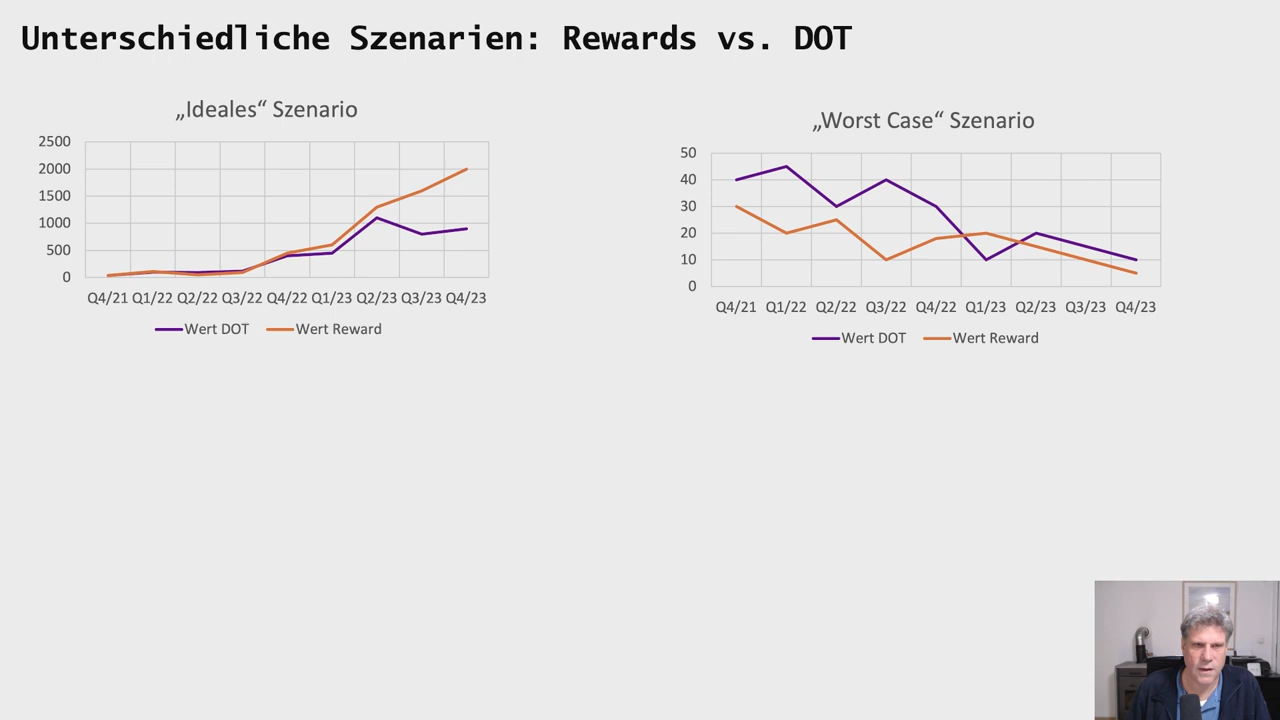 Unterschiedliche Szenarien: Rewards vs. DOT
„Ideales“ Szenario
2500
2000
1500
1000
500
0
Q4/21 Q1/22 Q2/22 Q3/22 Q4/22 Q1/23 Q2/23 Q3/23 Q4/23
Wert DOT Wert Reward
„Worst Case“ Szenario
50
40
30
20
10
0
Q4/21 Q1/22 Q2/22 Q3/22 Q4/22 Q1/23 Q2/23 Q3/23 Q4/23
Wert DOT Wert Reward